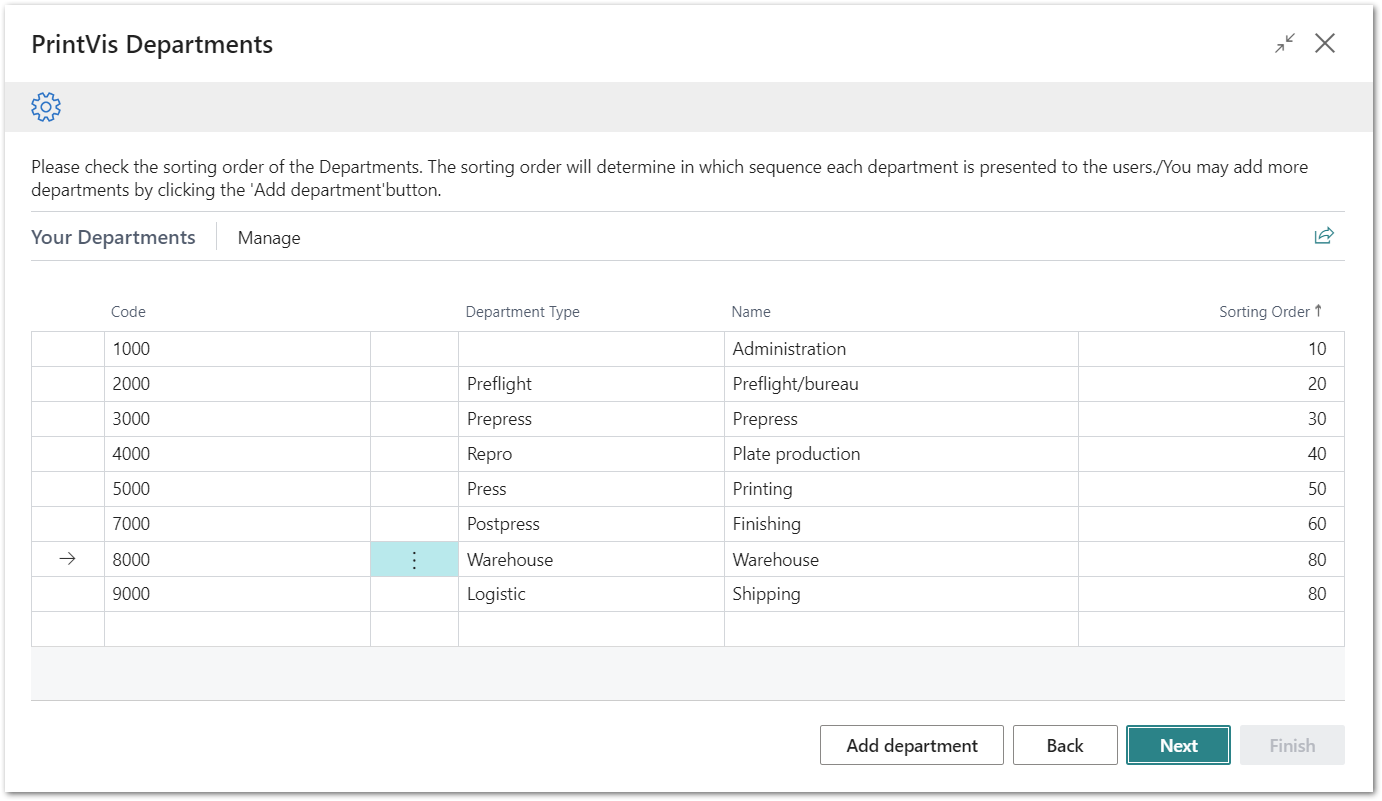 PrintVis Departments
Please check the sorting order of the Departments. The sorting order will determine in which sequence each department is presented to the users./You may add more
departments by clicking the 'Add department'button.
Your Departments Manage
Code Department Type Name Sorting Order ↑
1000 Administration 10
2000 Preflight Preflight/bureau 20
3000 Prepress Prepress 30
4000 Repro Plate production 40
5000 Press Printing 50
7000 Postpress Finishing 60
8000 Warehouse Warehouse 80
9000 Logistic Shipping 80
Add department Back Next Finish